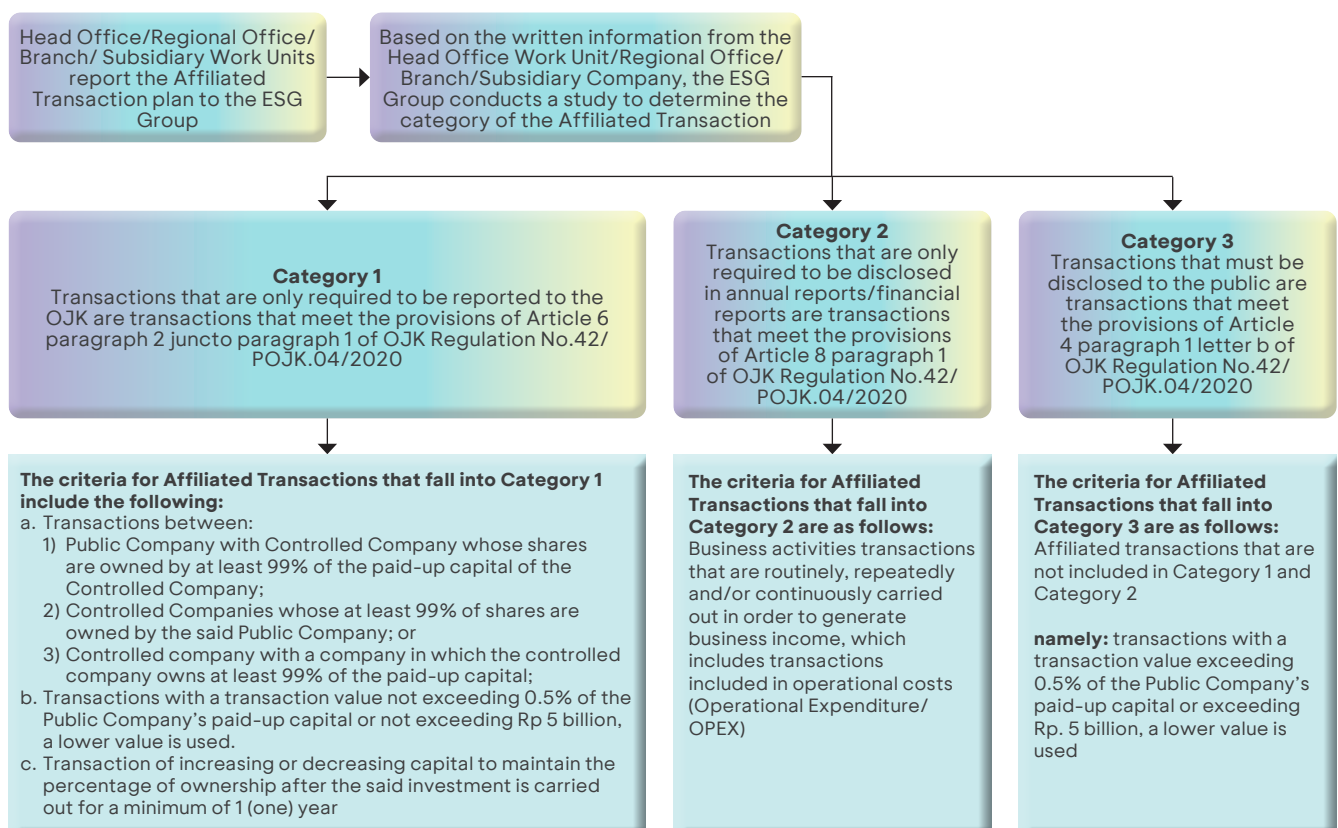 Head Office/Regional Office/
Branch/ Subsidiary Work Units
report the Affiliated
Transaction plan to the ESG
Group
Based on the written information from the
Head Office Work Unit/Regional Office/
Branch/Subsidiary Company, the ESG
Group conducts a study to determine the
category of the Affiliated Transaction
Category 1
Transactions that are only required to be reported to the
OJK are transactions that meet the provisions of Article 6
paragraph 2 juncto paragraph 1 of OJK Regulation No.42/
POJK.04/2020
Category 2
Transactions that are only
required to be disclosed
in annual reports/financial
reports are transactions
that meet the provisions
of Article 8 paragraph 1
of OJK Regulation No.42/
POJK.04/2020
Category 3
Transactions that must be
disclosed to the public are
transactions that meet
the provisions of Article
4 paragraph 1 letter b of
OJK Regulation No.42/
POJK.04/2020
The criteria for Affiliated Transactions that fall into Category 1
include the following:
a. Transactions between:
1) Public Company with Controlled Company whose shares
are owned by at least 99% of the paid-up capital of the
Controlled Company;
2) Controlled Companies whose at least 99% of shares are
owned by the said Public Company; or
3) Controlled company with a company in which the controlled
company owns at least 99% of the paid-up capital;
b. Transactions with a transaction value not exceeding 0.5% of the
Public Company's paid-up capital or not exceeding Rp 5 billion,
a lower value is used.
c. Transaction of increasing or decreasing capital to maintain the
percentage of ownership after the said investment is carried
out for a minimum of 1 (one) year
The criteria for Affiliated
Transactions that fall into
Category 2 are as follows:
Business activities transactions
that are routinely, repeatedly
and/or continuously carried
out in order to generate
business income, which
includes transactions
included in operational costs
(Operational Expenditure/
OPEX)
The criteria for Affiliated
Transactions that fall into
Category 3 are as follows:
Affiliated transactions that are
not included in Category 1 and
Category 2
namely: transactions with a
transaction value exceeding
0.5% of the Public Company's
paid-up capital or exceeding
Rp. 5 billion, a lower value is
used